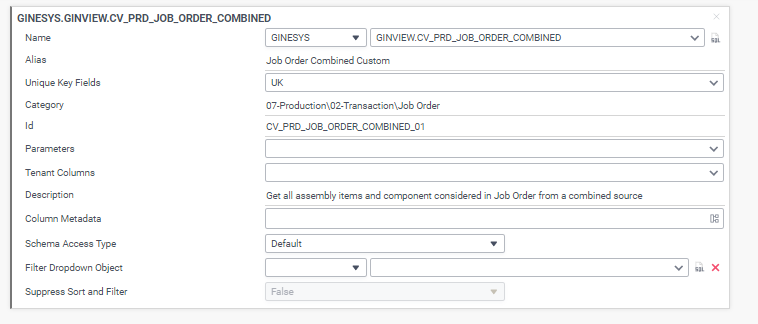 GINESYS.GINVIEW.CV_PRD_JOB_ORDER_COMBINED
Name GINESYS GINVIEW.CV_PRD_JOB_ORDER_COMBINED SQL
Alias Job Order Combined Custom
Unique Key Fields UK
Category 07-Production\02-Transaction\Job Order
Id CV_PRD_JOB_ORDER_COMBINED_01
Parameters
Tenant Columns
Description Get all assembly items and component considered in Job Order from a combined source
Column Metadata
Schema Access Type Default
Filter Dropdown Object SQL
Suppress Sort and Filter False